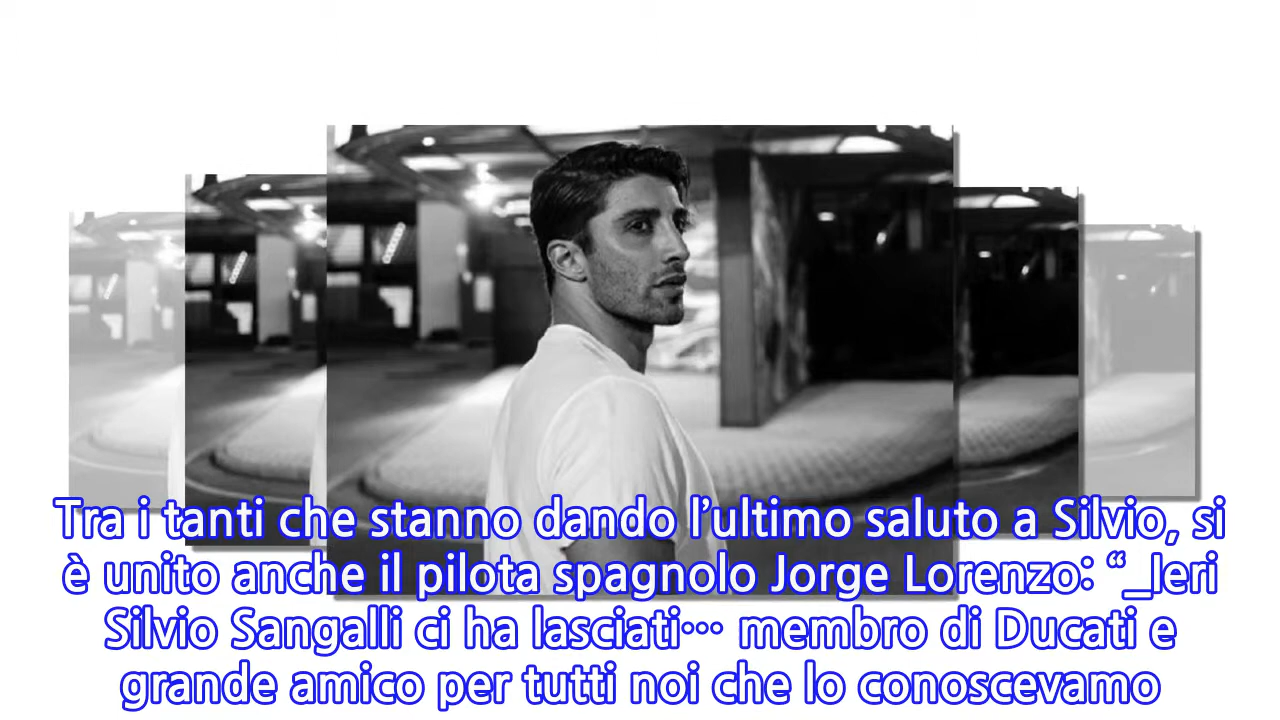 Tra i tanti che stanno dando l’ultimo saluto a Silvio, si
è unito anche il pilota spagnolo Jorge Lorenzo: “_Ieri
Silvio Sangalli ci ha lasciati… membro di Ducati e
grande amico per tutti noi che lo conoscevamo